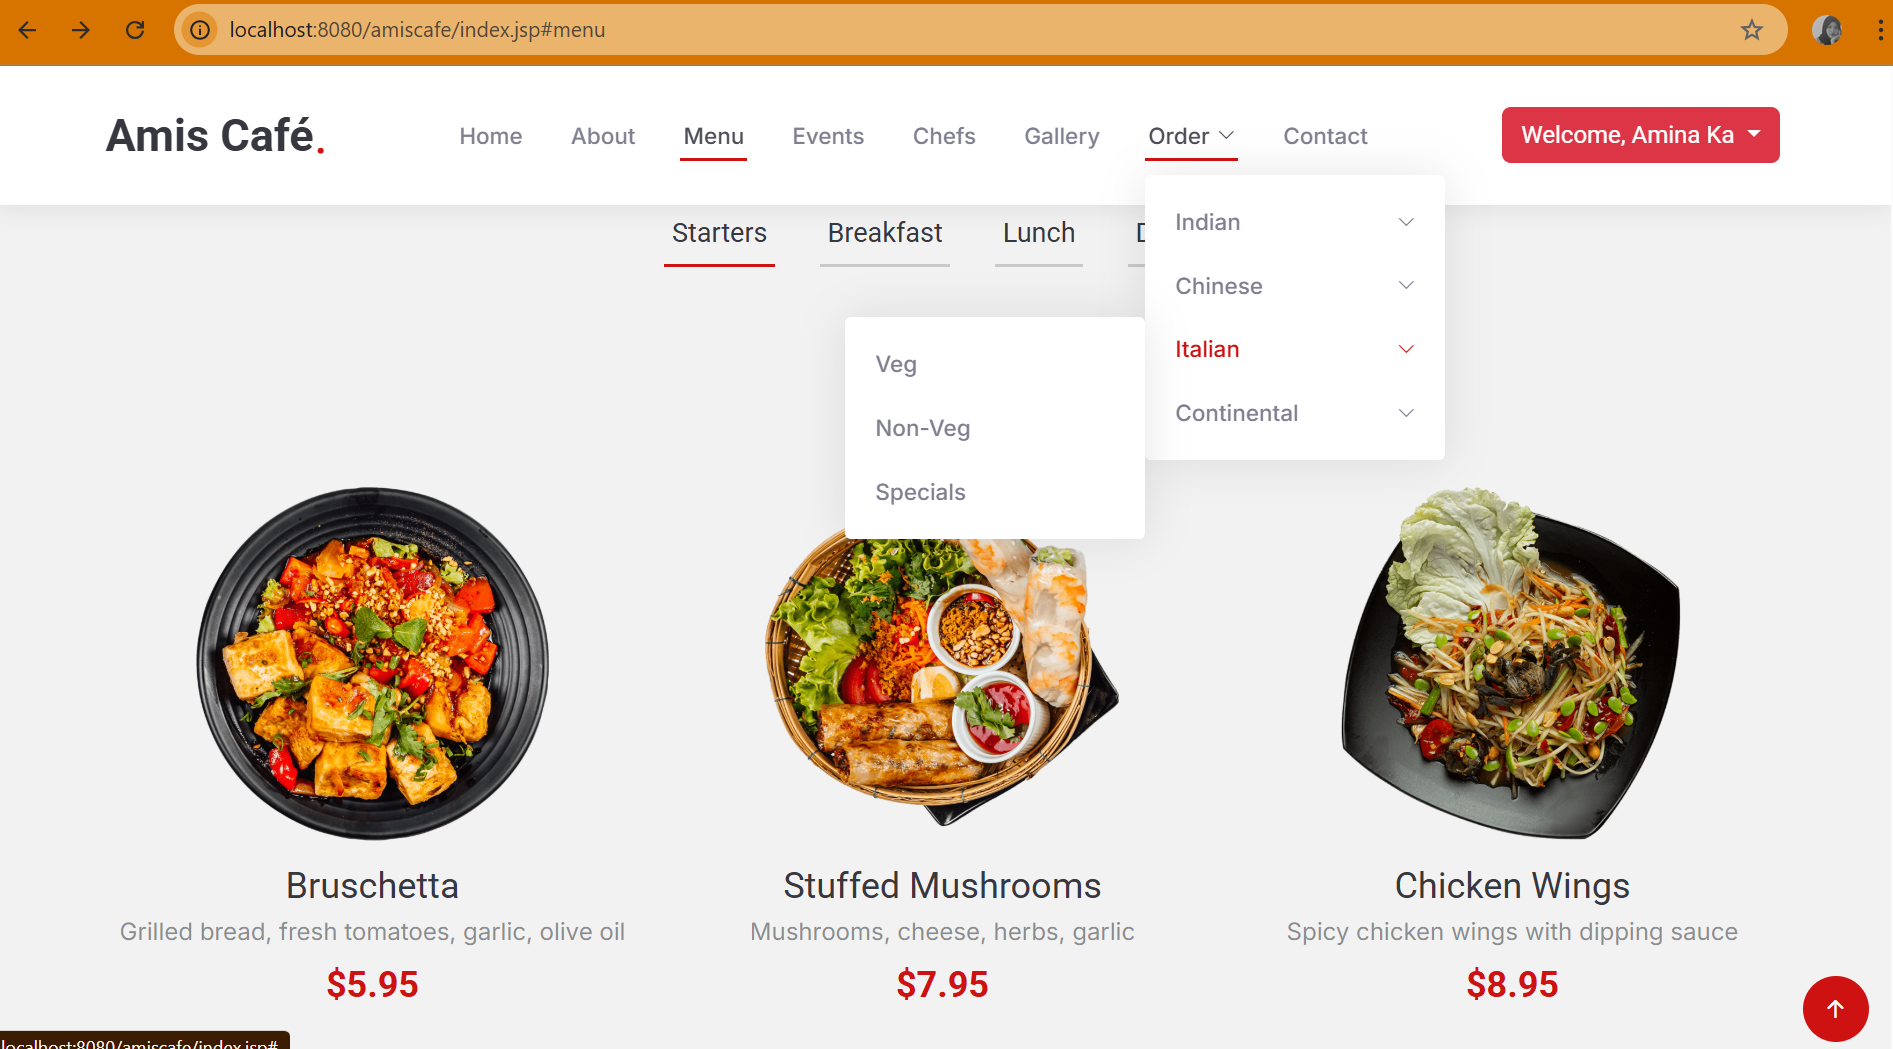 localhost:8080/amiscafe/index.jsp#menu
Amis Café.
Home About Menu Events Chefs Gallery Order Contact
Welcome, Amina Ka
Starters Breakfast Lunch
Indian
Chinese
Italian
Continental
Veg
Non-Veg
Specials
Bruschetta
Grilled bread, fresh tomatoes, garlic, olive oil
$5.95
Stuffed Mushrooms
Mushrooms, cheese, herbs, garlic
$7.95
Chicken Wings
Spicy chicken wings with dipping sauce
$8.95
localhost:8080/amiscafe/index.jsp#